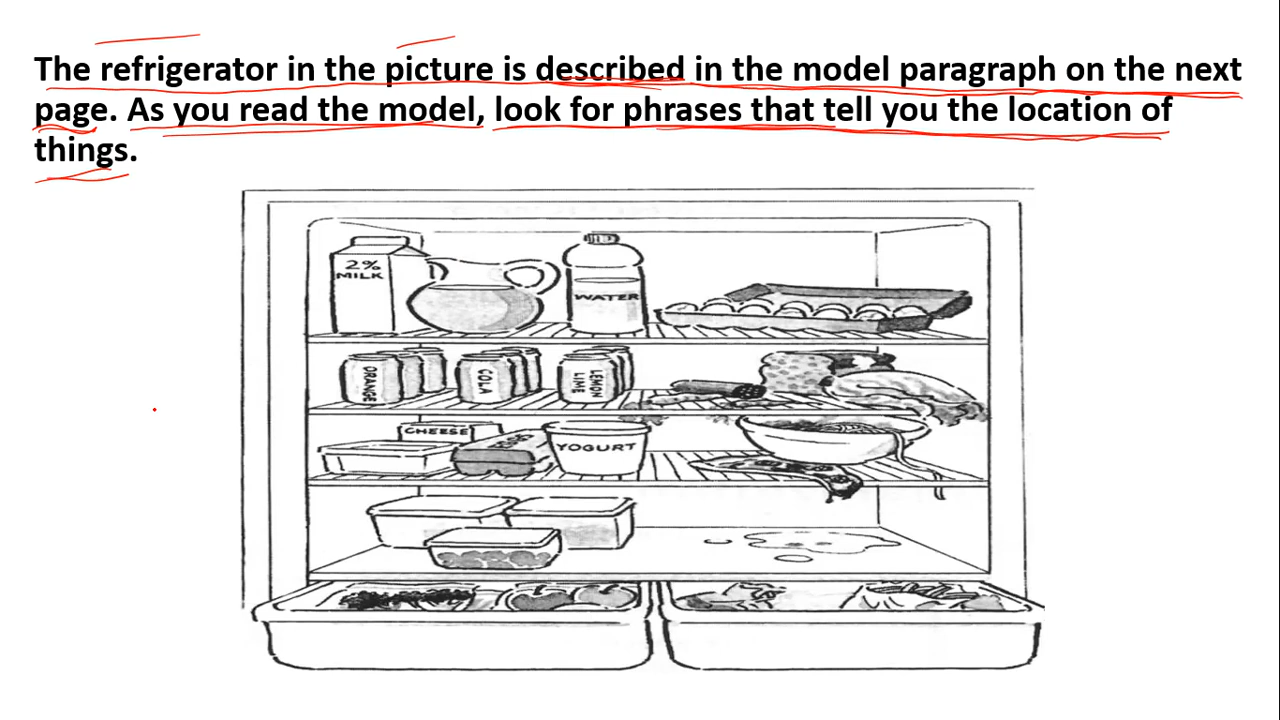 The refrigerator in the picture is described in the model paragraph on the next
page. As you read the model, look for phrases that tell you the location of
things.
2%
MILK
WATER
ORANGE
COLA
LEMON
LIME
CHEESE
EGGS
YOGURT